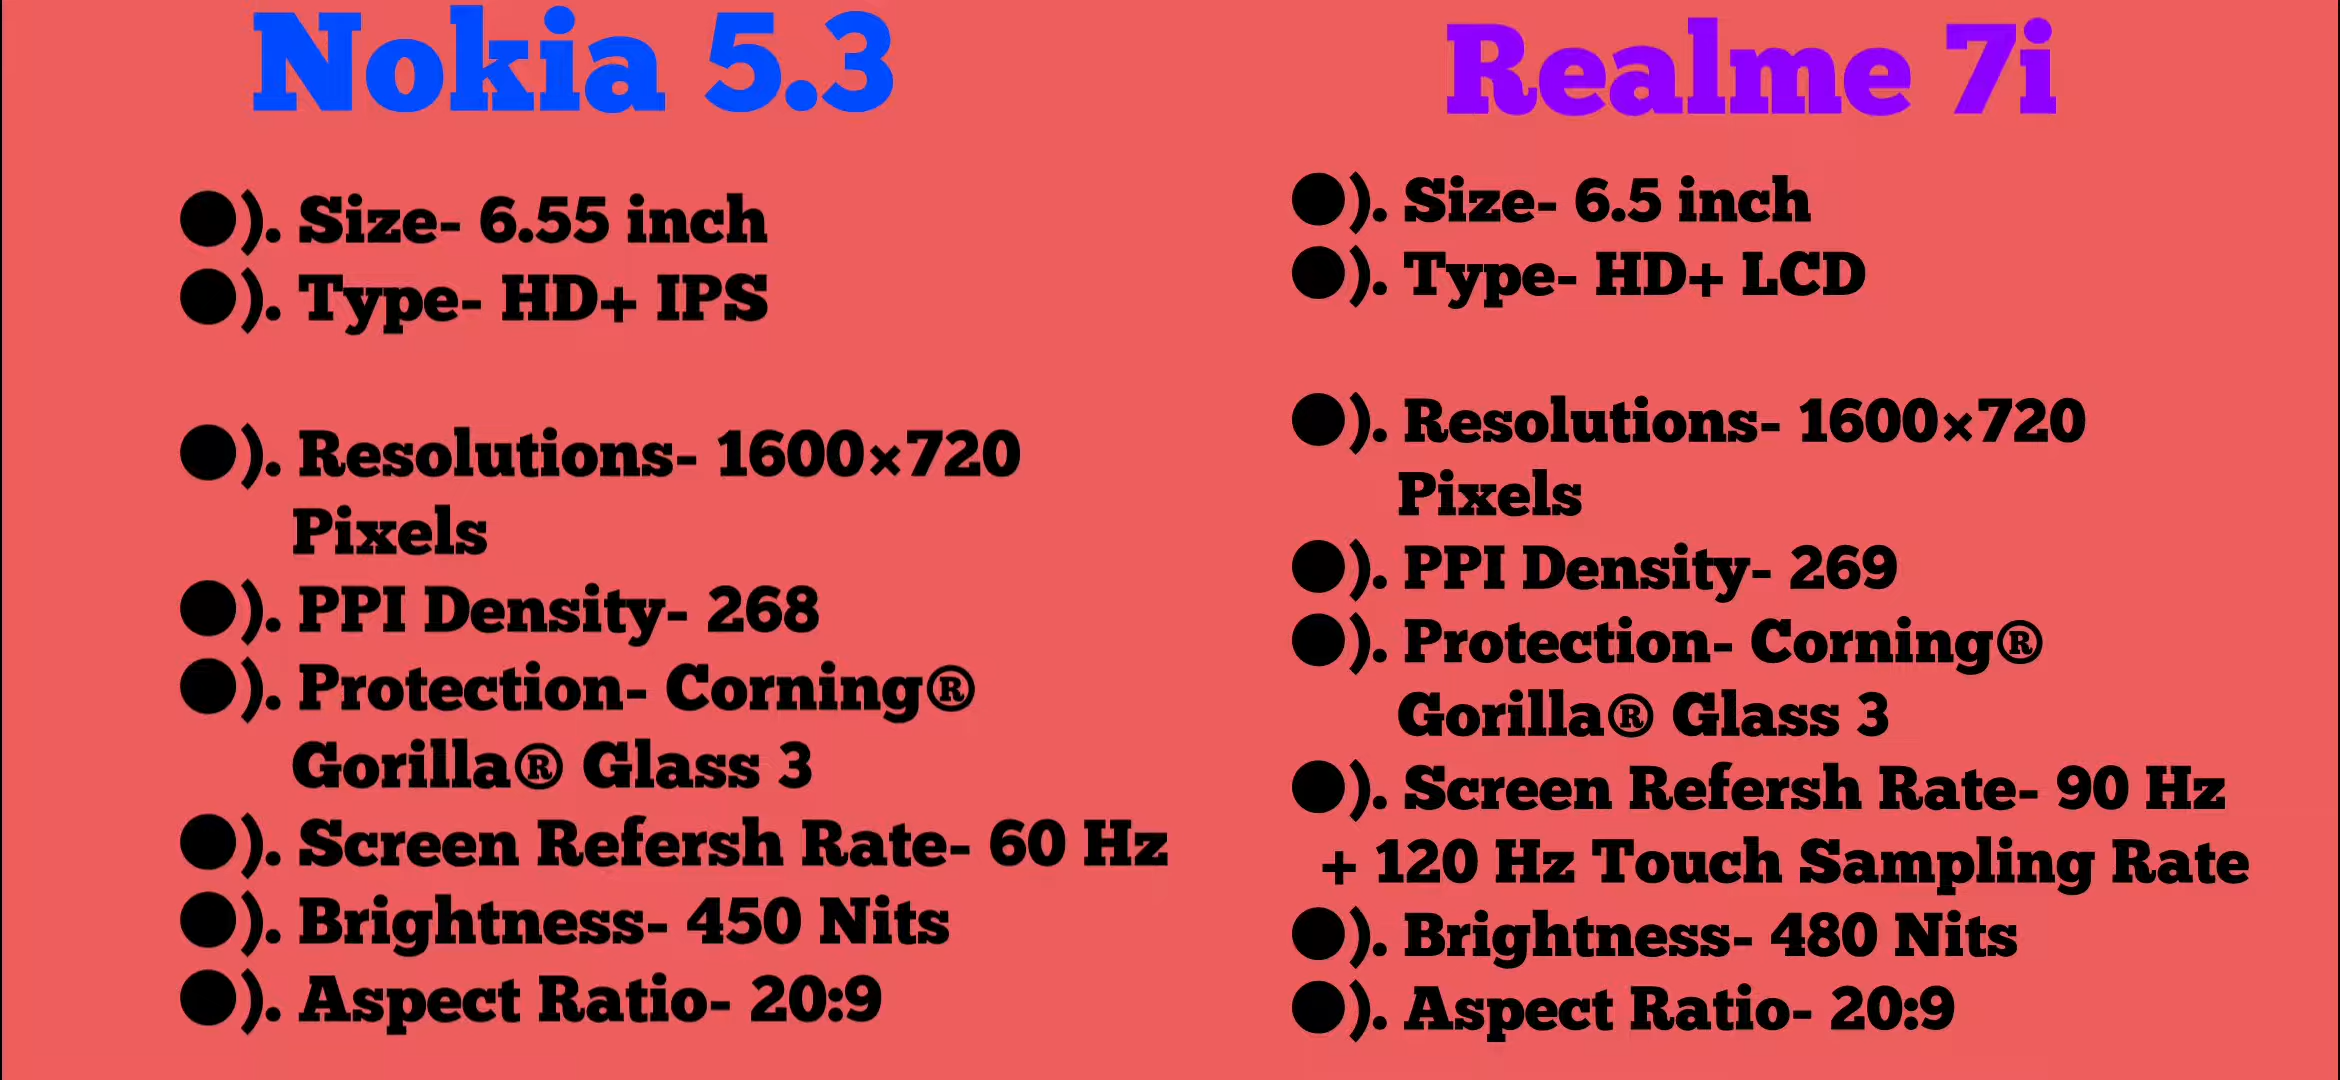 Nokia 5.3
●). Size- 6.55 inch
●). Type- HD+ IPS
●). Resolutions- 1600×720
Pixels
●). PPI Density- 268
●). Protection- Corning®
Gorilla® Glass 3
●). Screen Refersh Rate- 60 Hz
●). Brightness- 450 Nits
●). Aspect Ratio- 20:9
Realme 7i
●). Size- 6.5 inch
●). Type- HD+ LCD
●). Resolutions- 1600×720
Pixels
●). PPI Density- 269
●). Protection- Corning®
Gorilla® Glass 3
●). Screen Refersh Rate- 90 Hz
+ 120 Hz Touch Sampling Rate
●). Brightness- 480 Nits
●). Aspect Ratio- 20:9